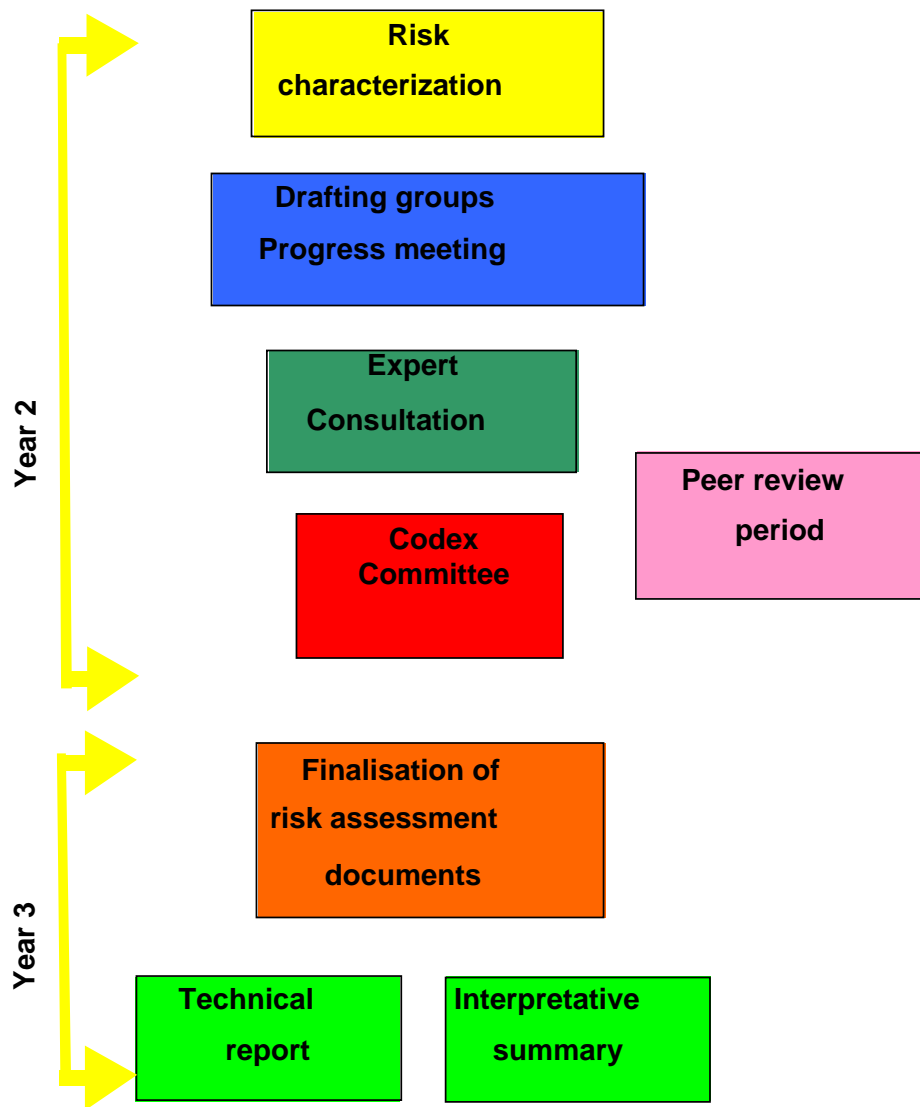 Risk
characterization
Drafting groups
Progress meeting
Year 2
Expert
Consultation
Peer review
period
Codex
Committee
Finalisation of
risk assessment
documents
Year 3
Technical
report
Interpretative
summary